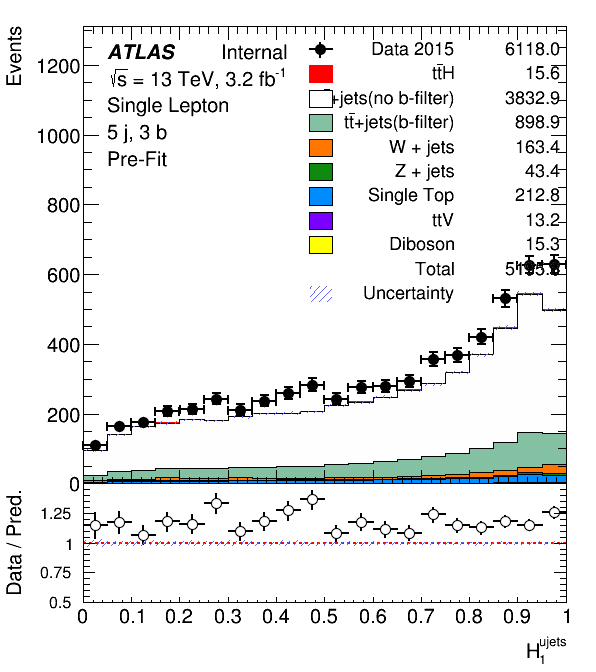 Events
ATLAS Internal
√s = 13 TeV, 3.2 fb⁻¹
Single Lepton
5 j, 3 b
Pre-Fit
Data 2015 6118.0
tt̄H 15.6
+jets(no b-filter) 3832.9
tt̄+jets(b-filter) 898.9
W + jets 163.4
Z + jets 43.4
Single Top 212.8
ttV 13.2
Diboson 15.3
Total
Uncertainty
1200
1000
800
600
400
200
0
Data / Pred.
1.25
1
0.75
0.5
0 0.1 0.2 0.3 0.4 0.5 0.6 0.7 0.8 0.9 1
H₁ᵘʲᵉᵗˢ